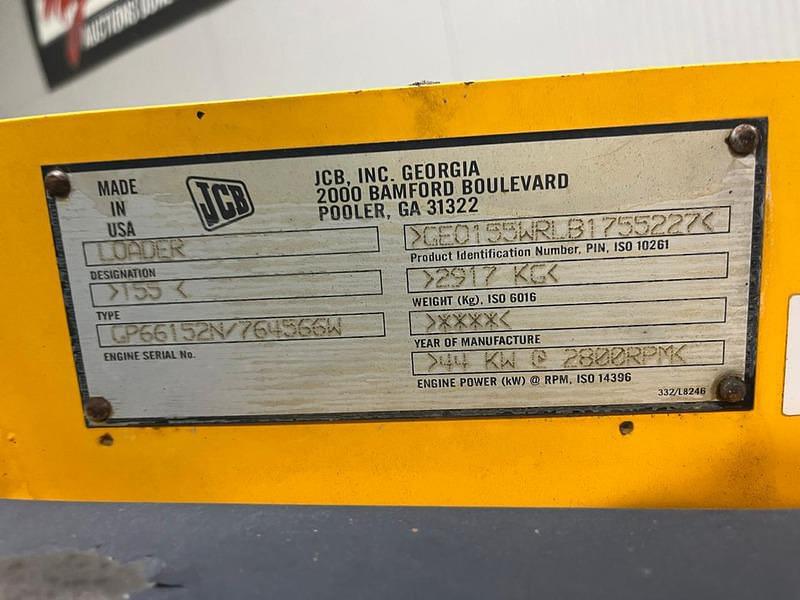 AUCTIONS
MADE
IN
USA
JCB
JCB, INC. GEORGIA
2000 BAMFORD BOULEVARD
POOLER, GA 31322
LOADER
DESIGNATION
>155 <
TYPE
GP66152N/764566W
ENGINE SERIAL No.
>GEO155WRLB1755227<
Product Identification Number, PIN, ISO 10261
>2917 KG<
WEIGHT (Kg), ISO 6016
>****<
YEAR OF MANUFACTURE
>44 KW @ 2800RPM<
ENGINE POWER (kW) @ RPM, ISO 14396
332/L8246